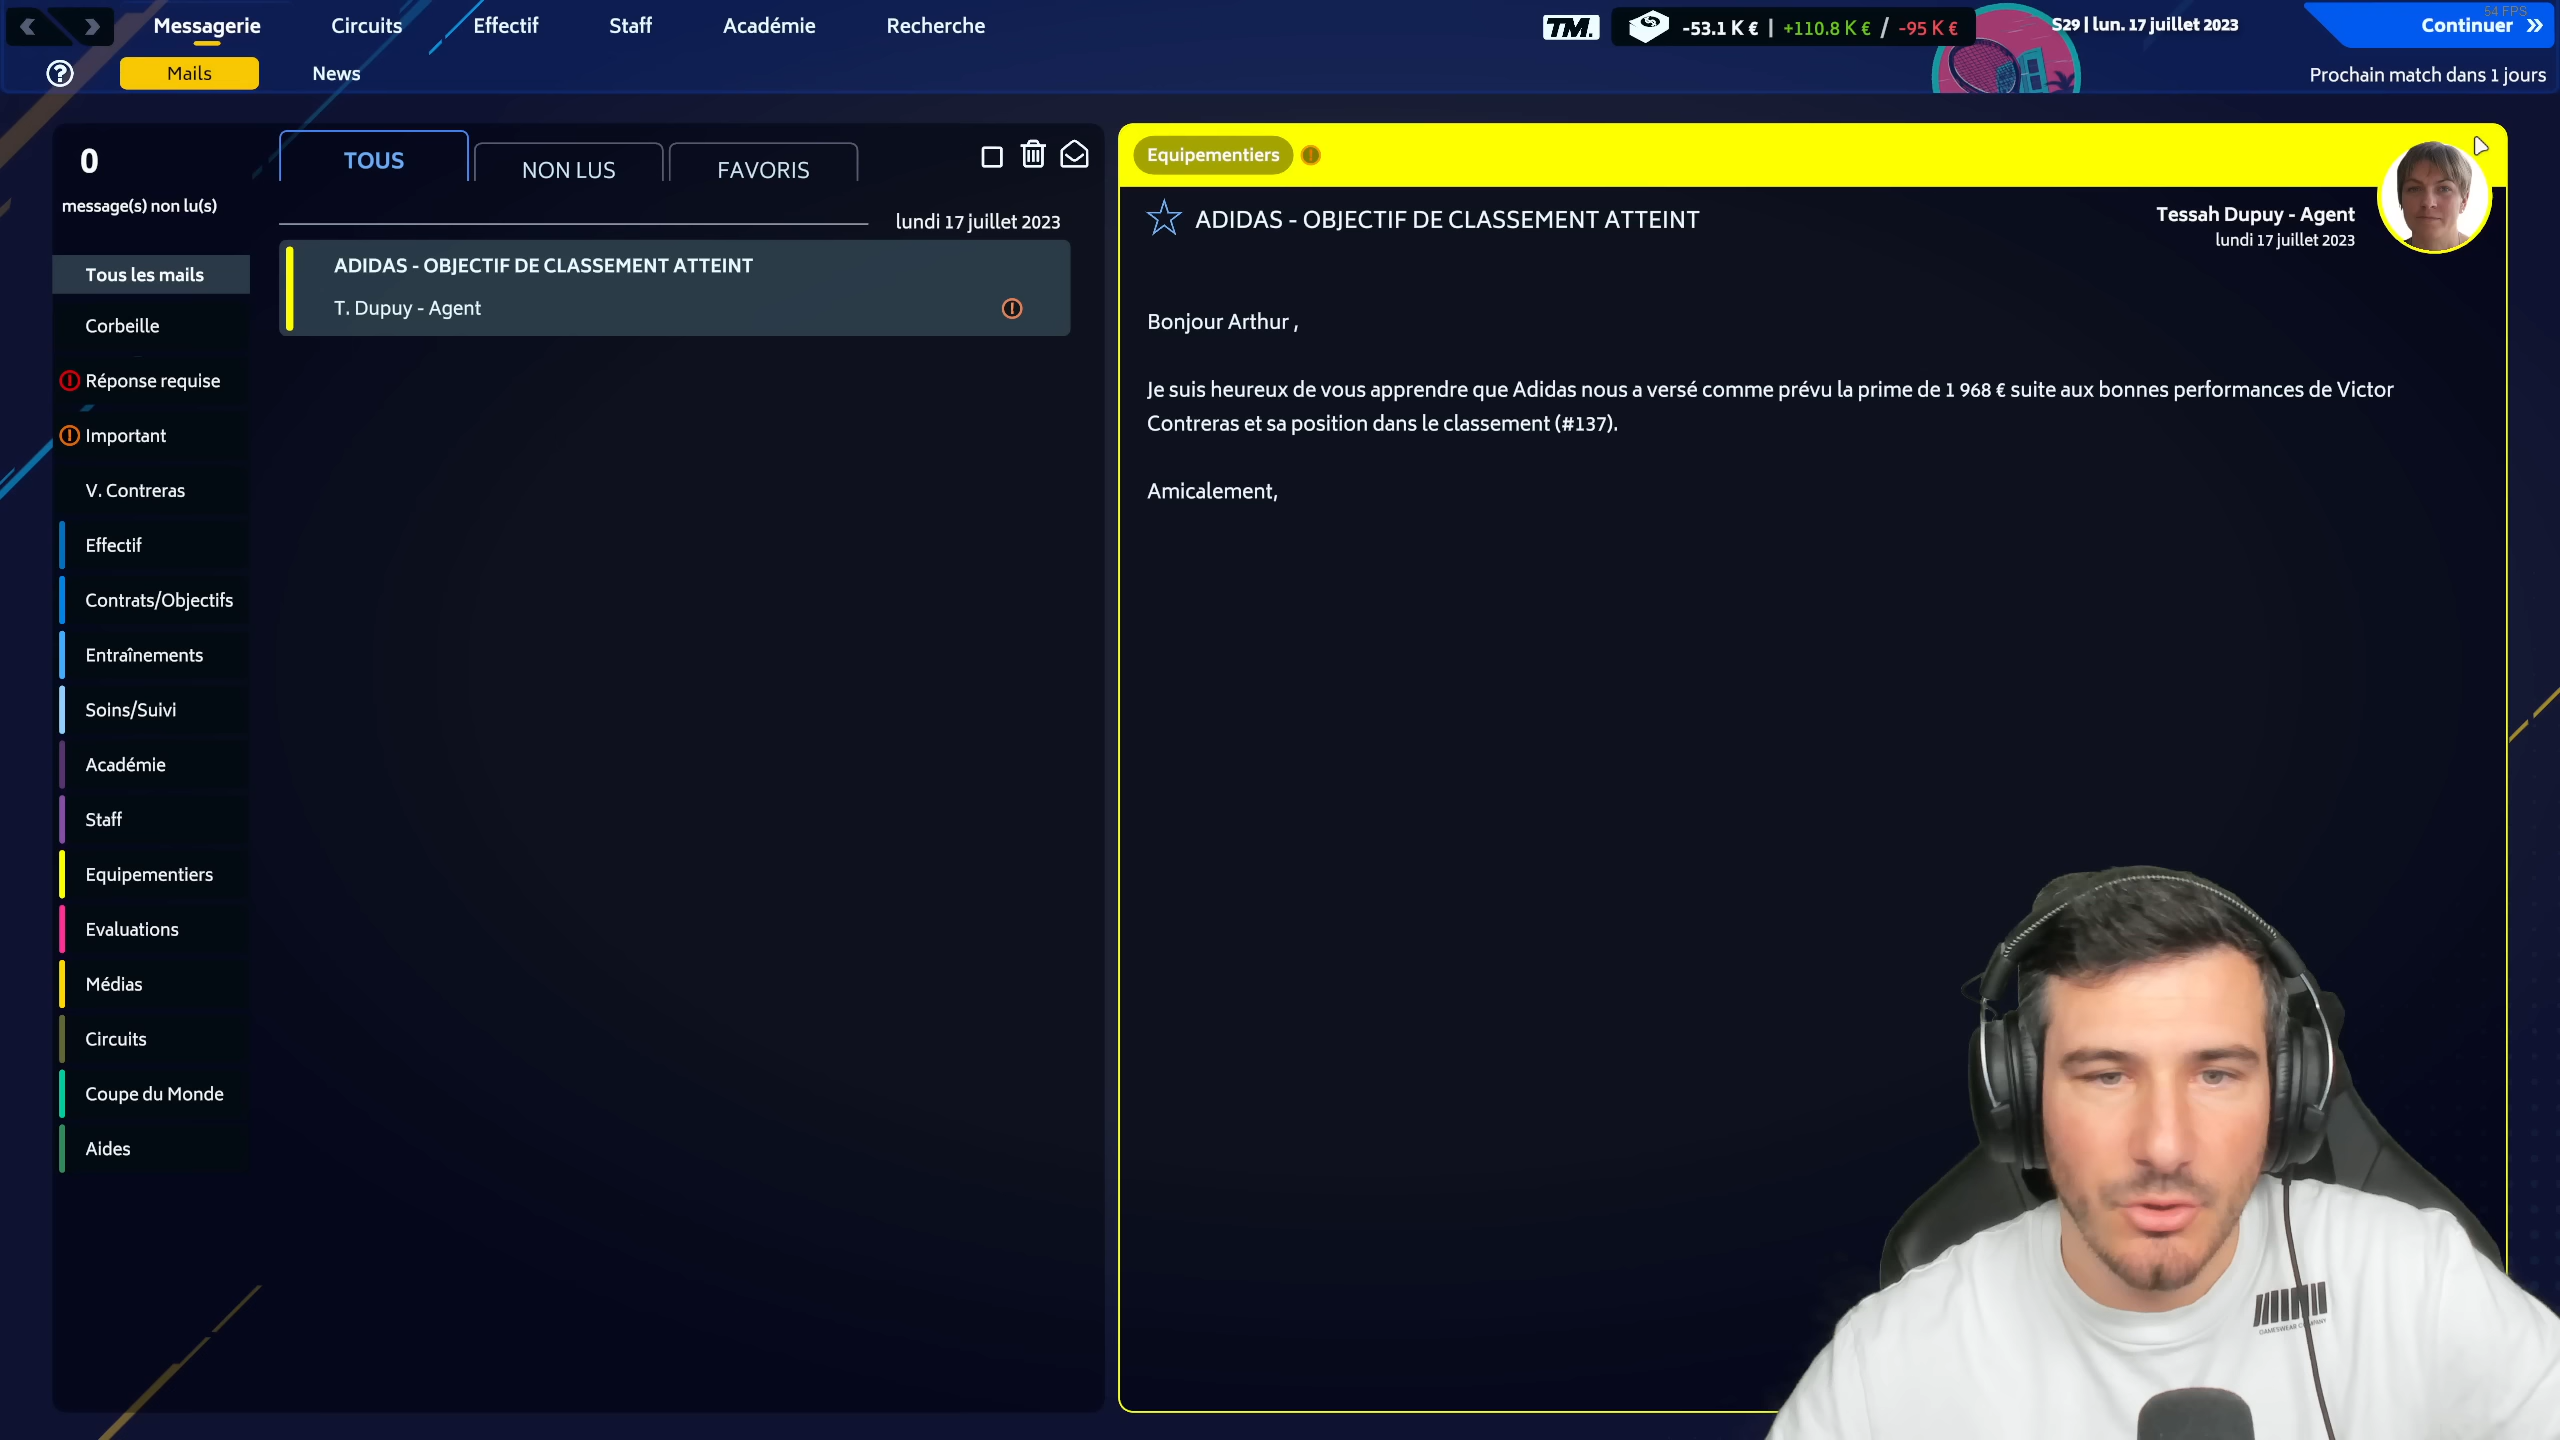 Messagerie
Circuits
Effectif
Staff
Académie
Recherche
TM.
-53.1 K € | +110.8 K € / -95 K €
S29 | lun. 17 juillet 2023
54 FPS
Continuer
Mails
News
Prochain match dans 1 jours
0
message(s) non lu(s)
Tous les mails
Corbeille
Réponse requise
Important
V. Contreras
Effectif
Contrats/Objectifs
Entraînements
Soins/Suivi
Académie
Staff
Equipementiers
Evaluations
Médias
Circuits
Coupe du Monde
Aides
TOUS
NON LUS
FAVORIS
lundi 17 juillet 2023
ADIDAS - OBJECTIF DE CLASSEMENT ATTEINT
T. Dupuy - Agent
Equipementiers
ADIDAS - OBJECTIF DE CLASSEMENT ATTEINT
Tessah Dupuy - Agent
lundi 17 juillet 2023
Bonjour Arthur ,
Je suis heureux de vous apprendre que Adidas nous a versé comme prévu la prime de 1 968 € suite aux bonnes performances de Victor
Contreras et sa position dans le classement (#137).
Amicalement,